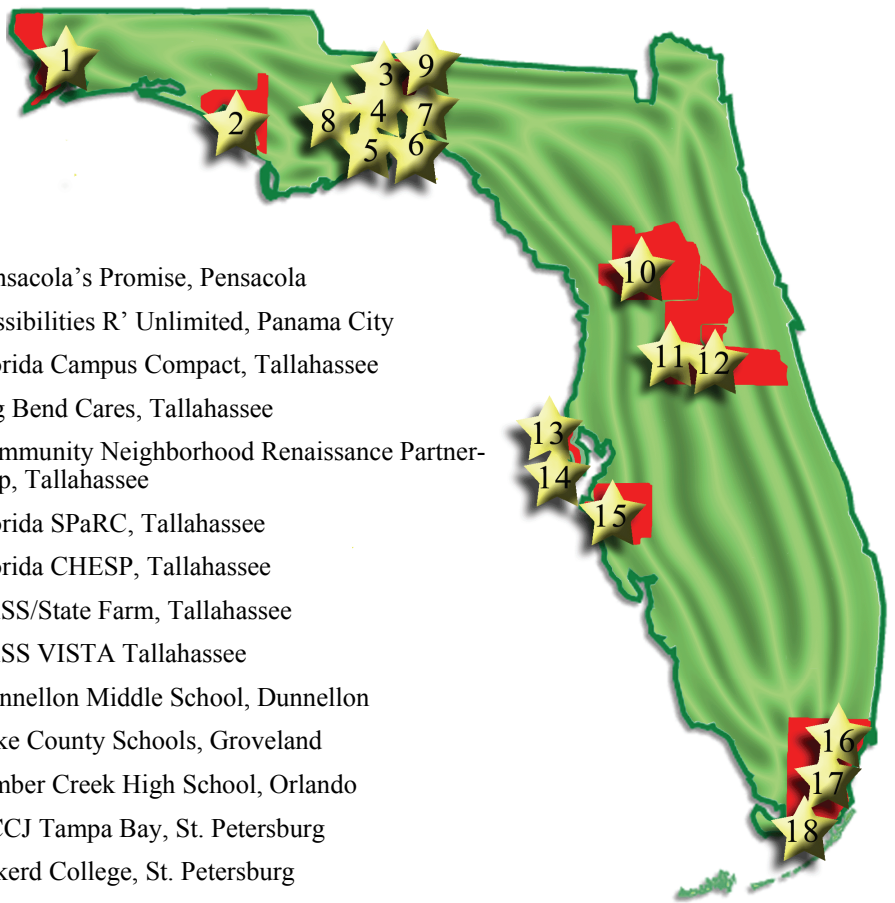 1
9
3
2
8
4
7
5
6
10
11
12
13
14
15
16
17
18
nsacola's Promise, Pensacola
ssibilities R' Unlimited, Panama City
orida Campus Compact, Tallahassee
g Bend Cares, Tallahassee
mmunity Neighborhood Renaissance Partner-
p, Tallahassee
orida SPaRC, Tallahassee
orida CHESP, Tallahassee
SS/State Farm, Tallahassee
SS VISTA Tallahassee
nnellon Middle School, Dunnellon
ke County Schools, Groveland
mber Creek High School, Orlando
CCJ Tampa Bay, St. Petersburg
kerd College, St. Petersburg